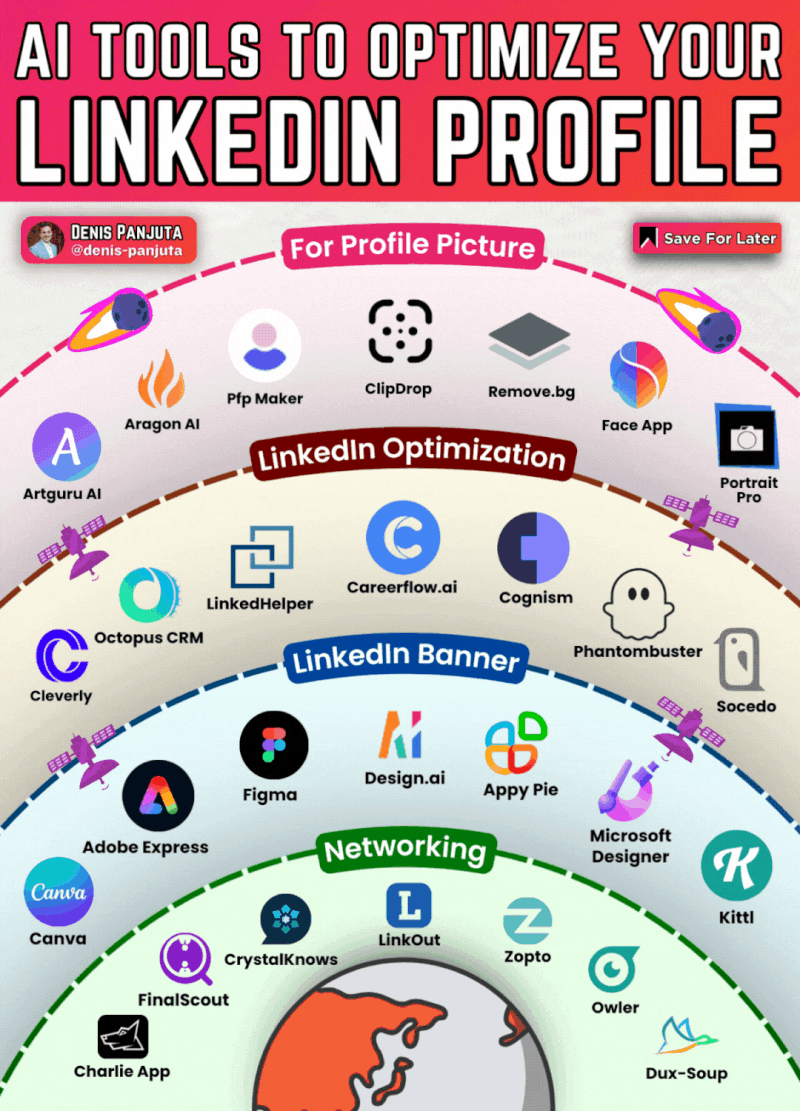 AI TOOLS TO OPTIMIZE YOUR
LINKEDIN PROFILE
DENIS PANJUTA
@denis-panjuta
Save For Later
For Profile Picture
Artguru AI
Aragon AI
Pfp Maker
ClipDrop
Remove.bg
Face App
Portrait
Pro
LinkedIn Optimization
Cleverly
Octopus CRM
LinkedHelper
Careerflow.ai
Cognism
Phantombuster
Socedo
LinkedIn Banner
Canva
Canva
Adobe Express
Figma
Design.ai
Appy Pie
Microsoft
Designer
Kittl
Networking
Charlie App
FinalScout
CrystalKnows
LinkOut
Zopto
Owler
Dux-Soup